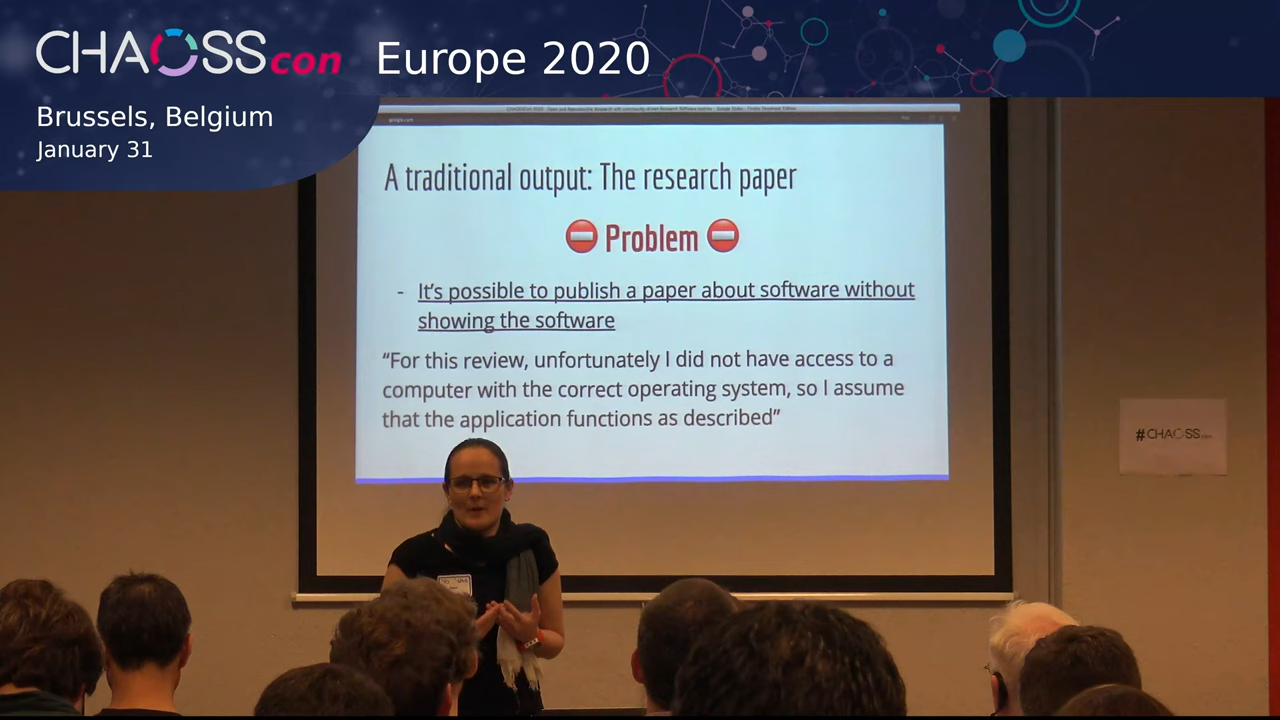 CHAOSScon Europe 2020
Brussels, Belgium
January 31
A traditional output: The research paper
Problem
- It's possible to publish a paper about software without
showing the software
“For this review, unfortunately I did not have access to a
computer with the correct operating system, so I assume
that the application functions as described”
#CHAOSScon